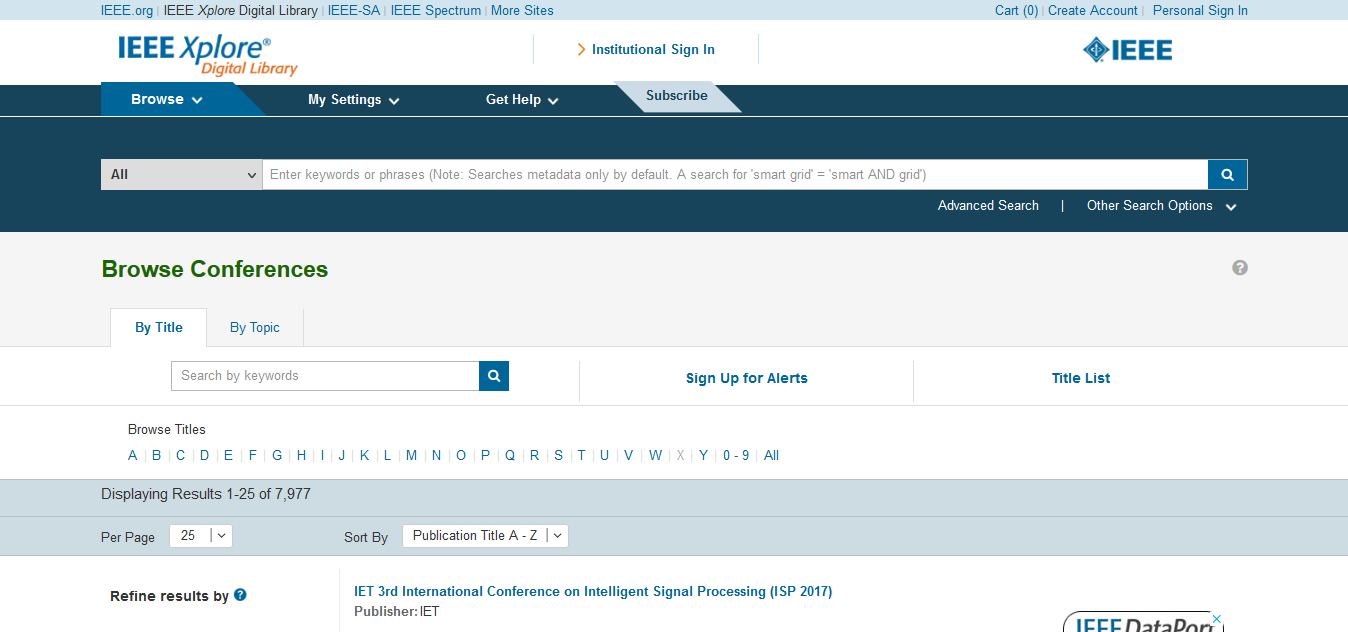 IEEE.org | IEEE Xplore Digital Library | IEEE-SA | IEEE Spectrum | More Sites
Cart (0) | Create Account | Personal Sign In
IEEE Xplore®
Digital Library
Institutional Sign In
IEEE
Browse
My Settings
Get Help
Subscribe
All
Enter keywords or phrases (Note: Searches metadata only by default. A search for 'smart grid' = 'smart AND grid')
Advanced Search | Other Search Options
Browse Conferences
?
By Title
By Topic
Search by keywords
Sign Up for Alerts
Title List
Browse Titles
A | B | C | D | E | F | G | H | I | J | K | L | M | N | O | P | Q | R | S | T | U | V | W | X | Y | 0 - 9 | All
Displaying Results 1-25 of 7,977
Per Page 25
Sort By Publication Title A - Z
Refine results by ?
IET 3rd International Conference on Intelligent Signal Processing (ISP 2017)
Publisher: IET
IEEE DataPort